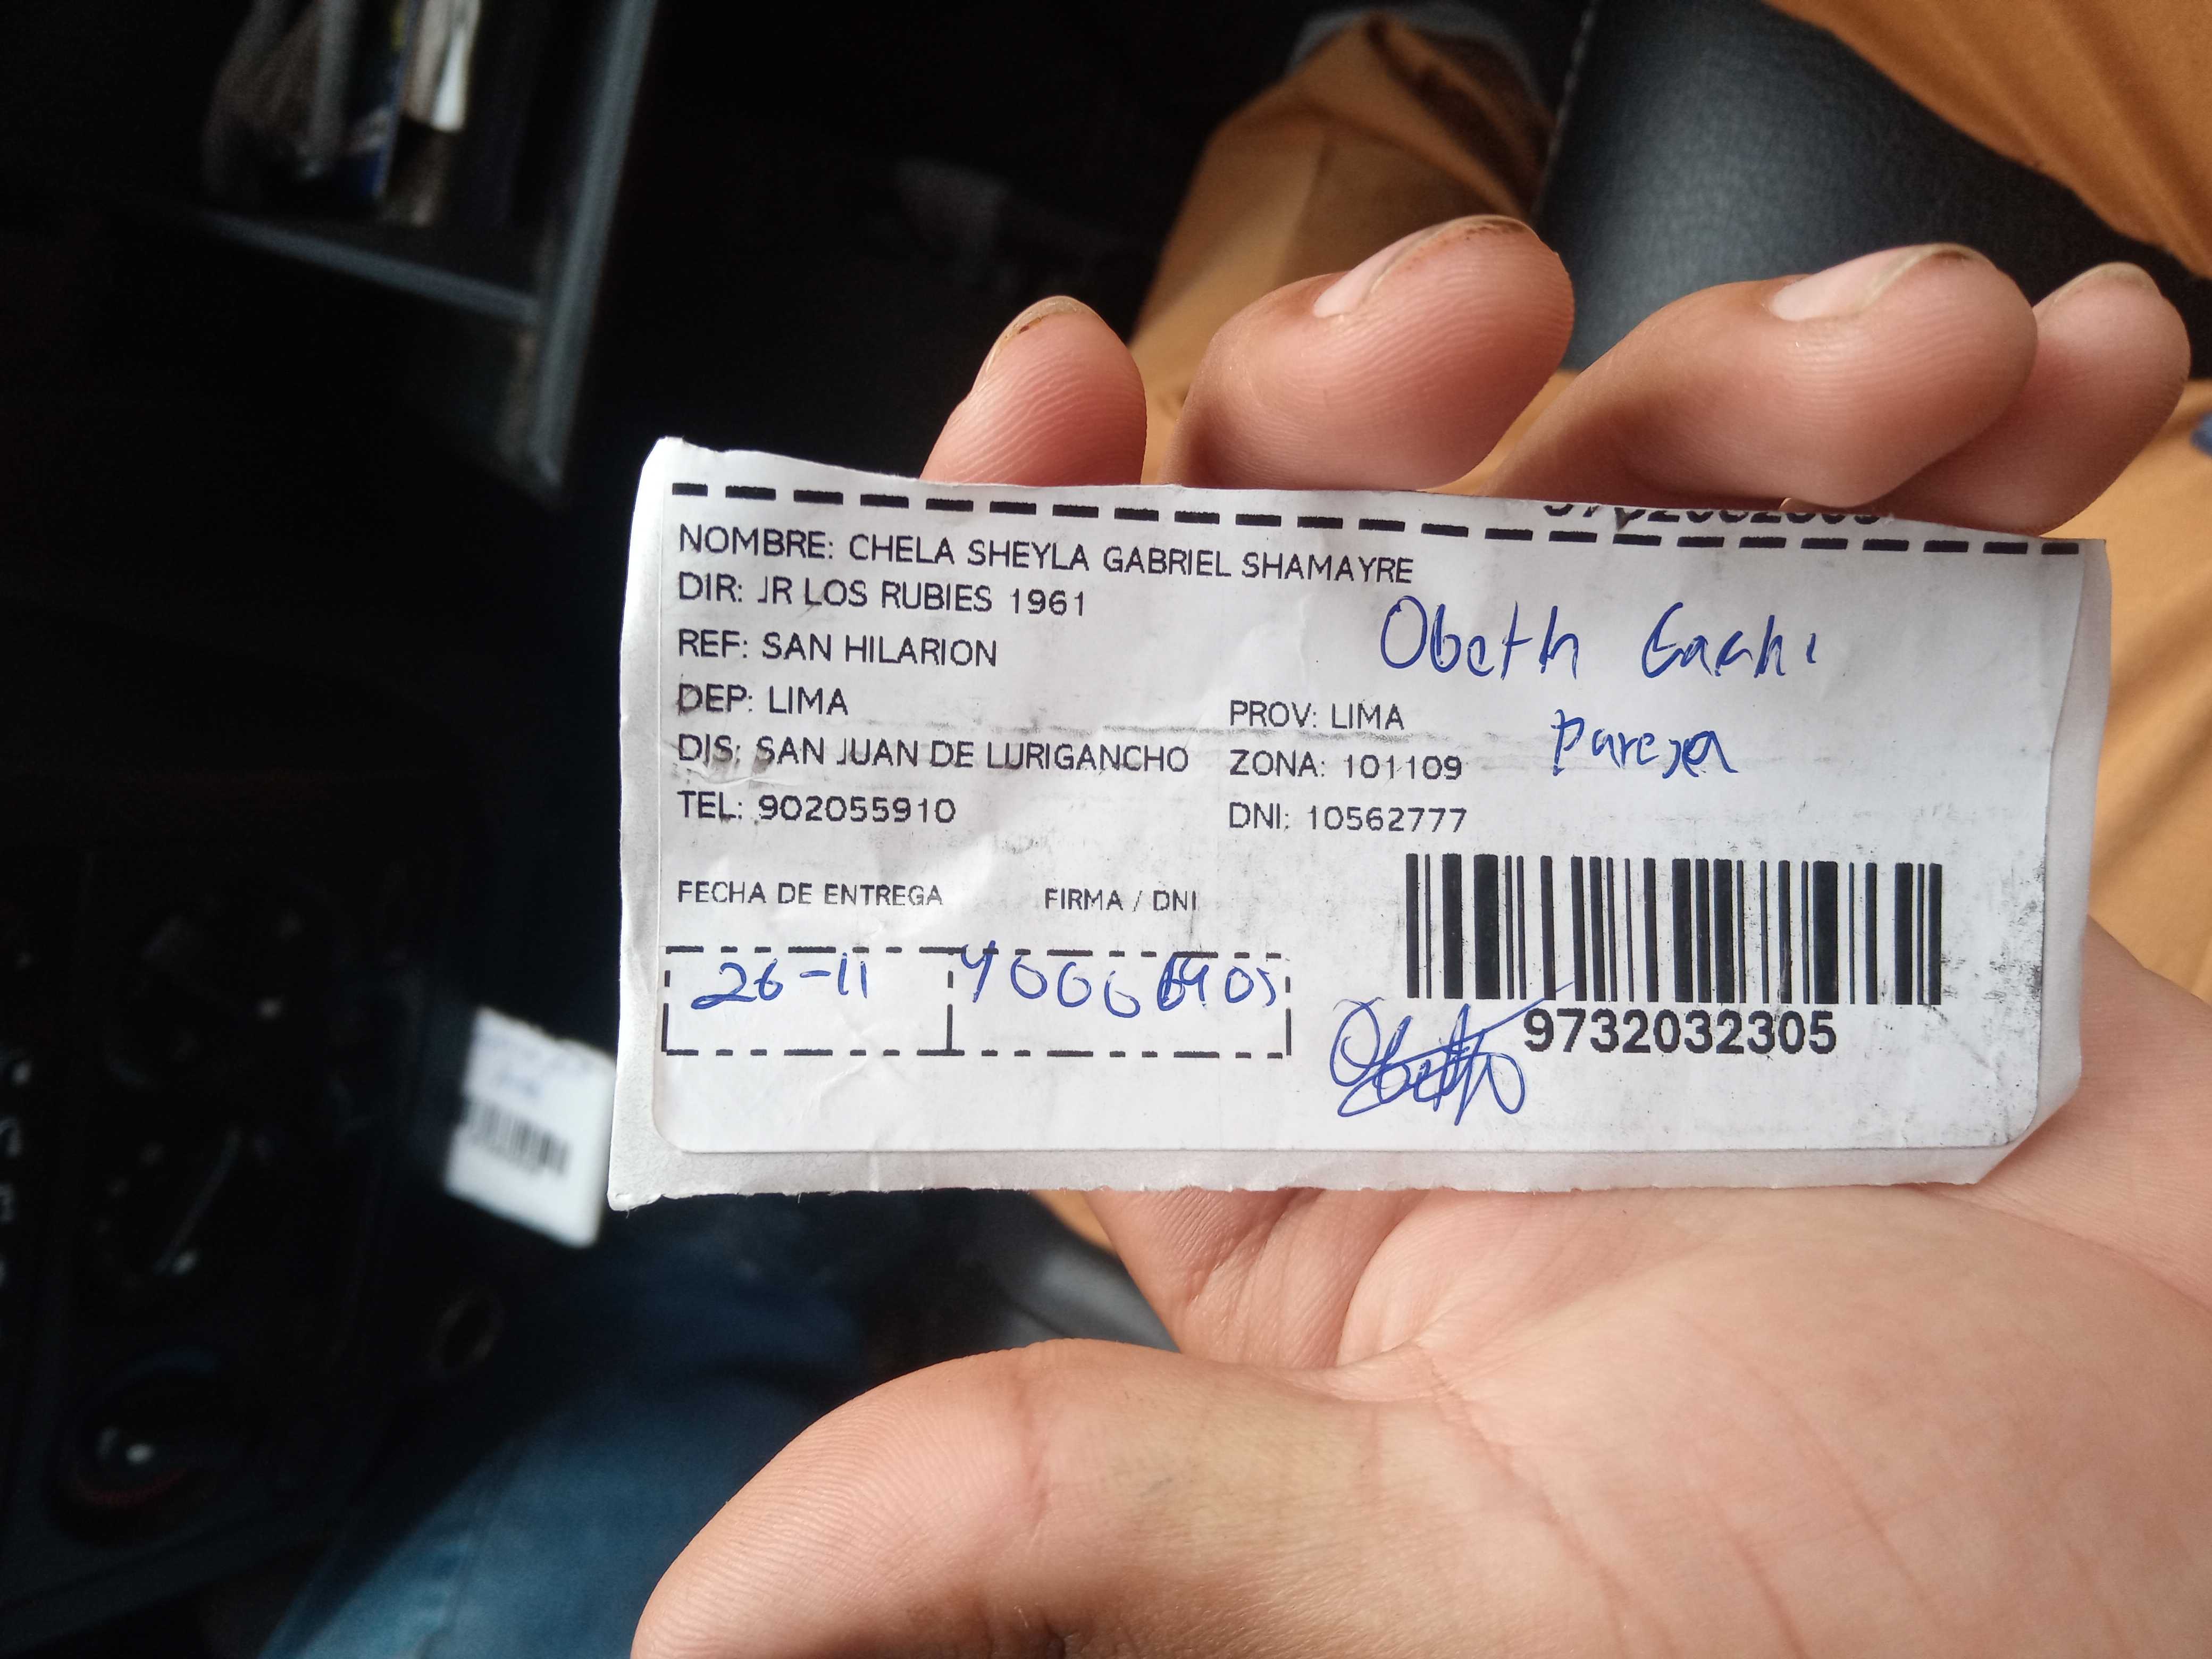 NOMBRE: CHELA SHEYLA GABRIEL SHAMAYRE
DIR: JR LOS RUBIES 1961
REF: SAN HILARION
Obeth
DEP: LIMA
PROV: LIMA
Pareja
DIS: SAN JUAN DE LURIGANCHO
ZONA: 101109
TEL: 902055910
DNI: 10562777
FECHA DE ENTREGA
FIRMA / DNI
26-11
9732032305